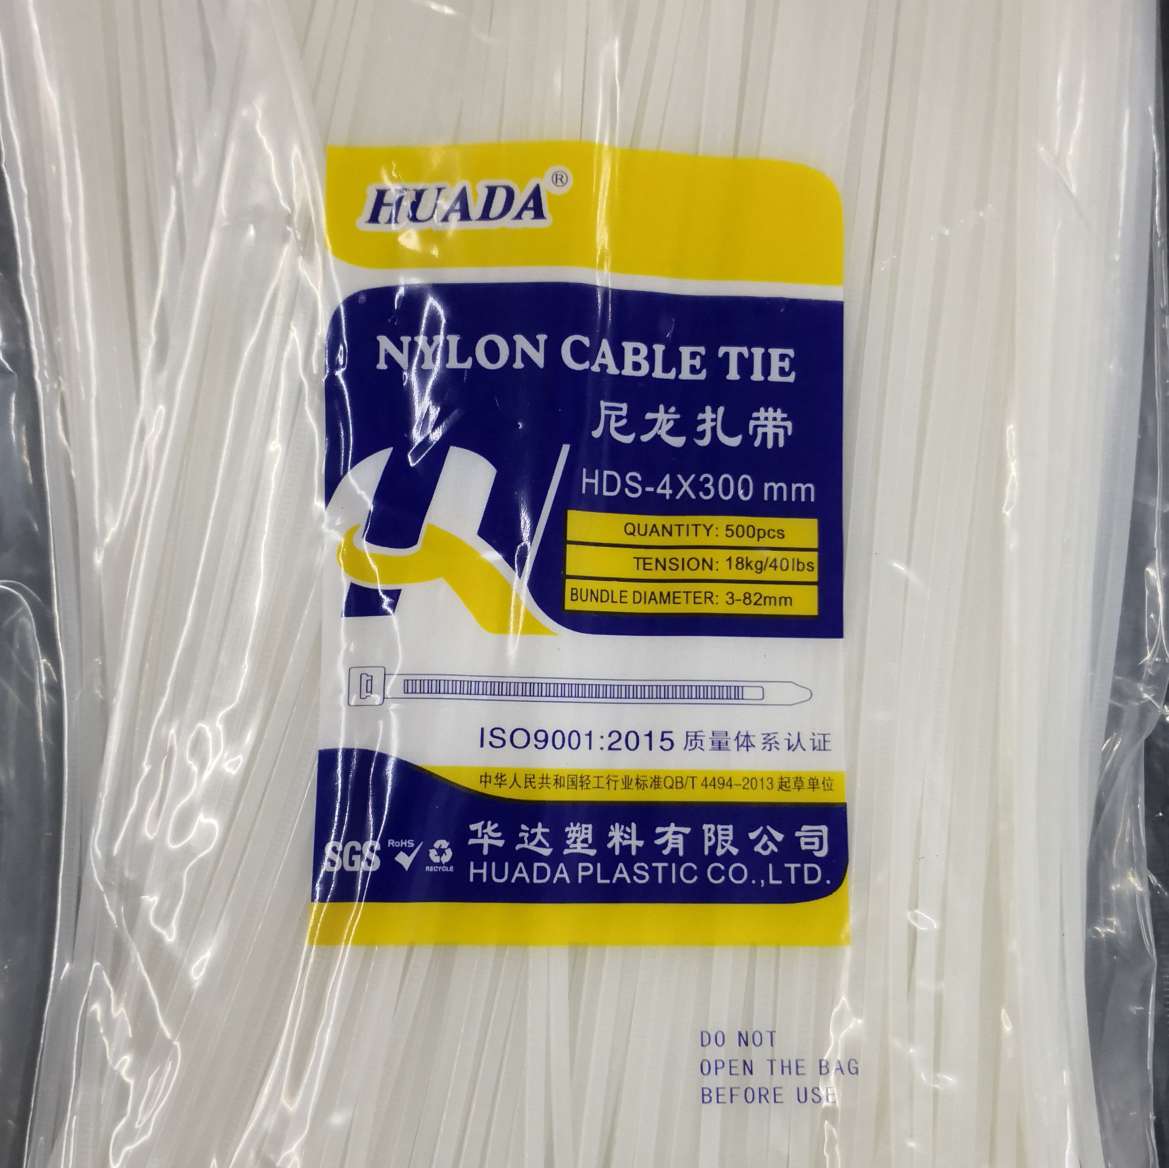 HUADA®
NYLON CABLE TIE
尼龙扎带
HDS-4X300 mm
QUANTITY: 500pcs
TENSION: 18kg/40lbs
BUNDLE DIAMETER: 3-82mm
ISO9001:2015 质量体系认证
中华人民共和国轻工行业标准QB/T 4494-2013 起草单位
SGS RoHS RECYCLE 华达塑料有限公司
HUADA PLASTIC CO.,LTD.
DO NOT
OPEN THE BAG
BEFORE USE